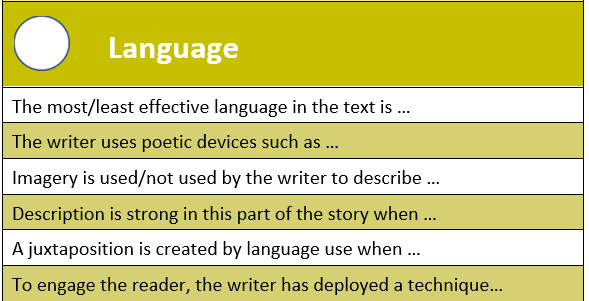 Language
The most/least effective language in the text is …
The writer uses poetic devices such as …
Imagery is used/not used by the writer to describe …
Description is strong in this part of the story when …
A juxtaposition is created by language use when …
To engage the reader, the writer has deployed a technique…